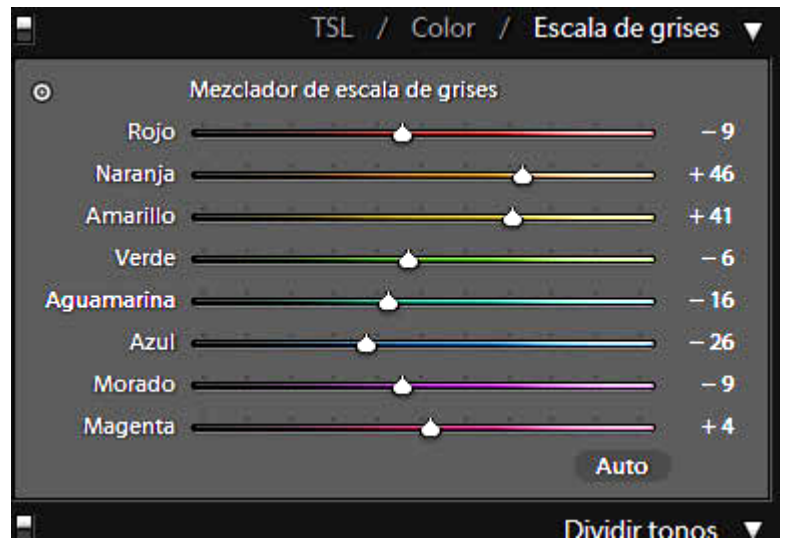 TSL / Color / Escala de grises
Mezclador de escala de grises
Rojo − 9
Naranja + 46
Amarillo + 41
Verde − 6
Aguamarina − 16
Azul − 26
Morado − 9
Magenta + 4
Auto
Dividir tonos